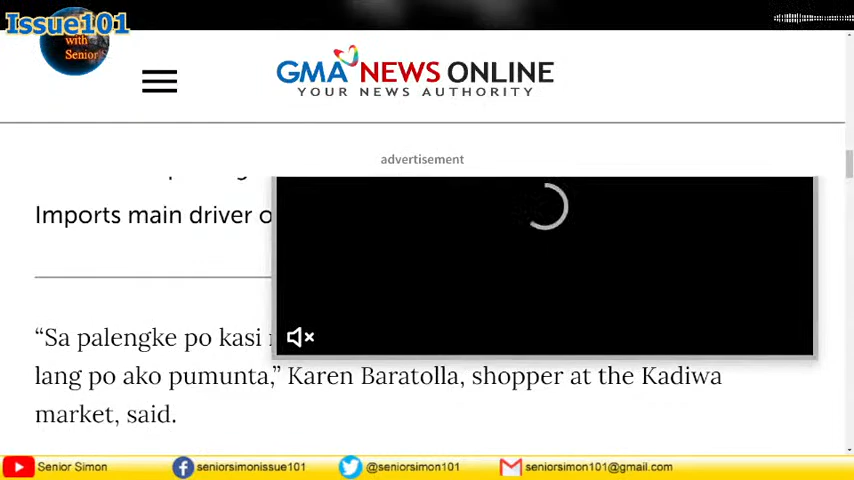 Issue101
with
Senior
GMA NEWS ONLINE
YOUR NEWS AUTHORITY
advertisement
Imports main driver o
“Sa palengke po kasi
lang po ako pumunta,” Karen Baratolla, shopper at the Kadiwa
market, said.
Senior Simon seniorsimonissue101 @seniorsimon101 seniorsimon101@gmail.com